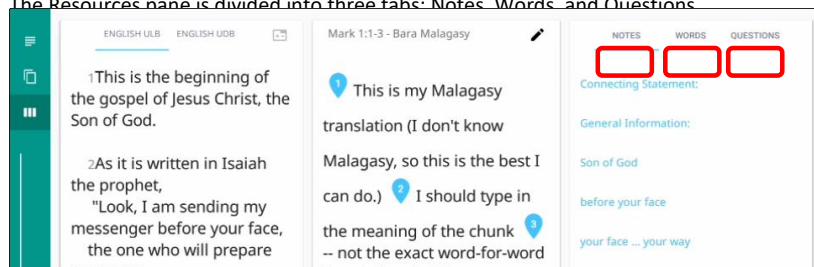 The Resources pane is divided into three tabs: Notes, Words, and Questions
ENGLISH ULB ENGLISH UDB
1This is the beginning of
the gospel of Jesus Christ, the
Son of God.
2As it is written in Isaiah
the prophet,
"Look, I am sending my
messenger before your face,
the one who will prepare
Mark 1:1-3 - Bara Malagasy
1 This is my Malagasy
translation (I don't know
Malagasy, so this is the best I
can do.) 2 I should type in
the meaning of the chunk 3
-- not the exact word-for-word
NOTES WORDS QUESTIONS
Connecting Statement:
General Information:
Son of God
before your face
your face ... your way